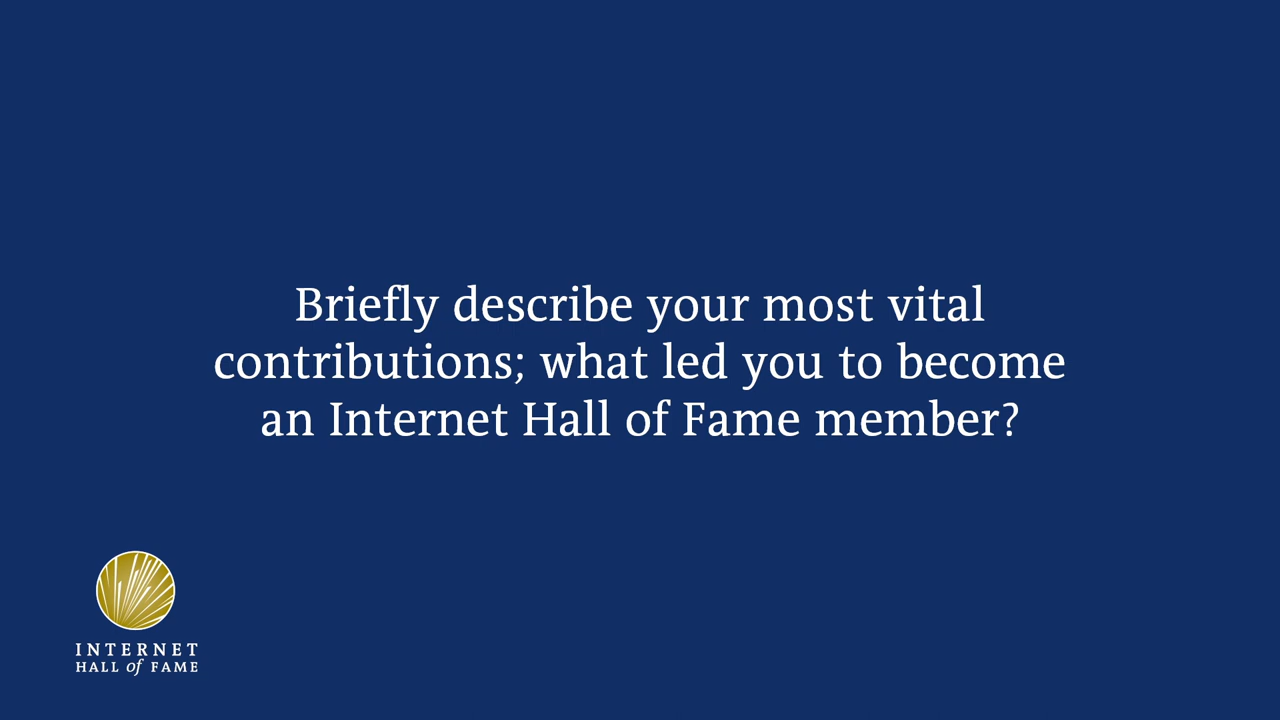 Briefly describe your most vital
contributions; what led you to become
an Internet Hall of Fame member?
INTERNET
HALL of FAME